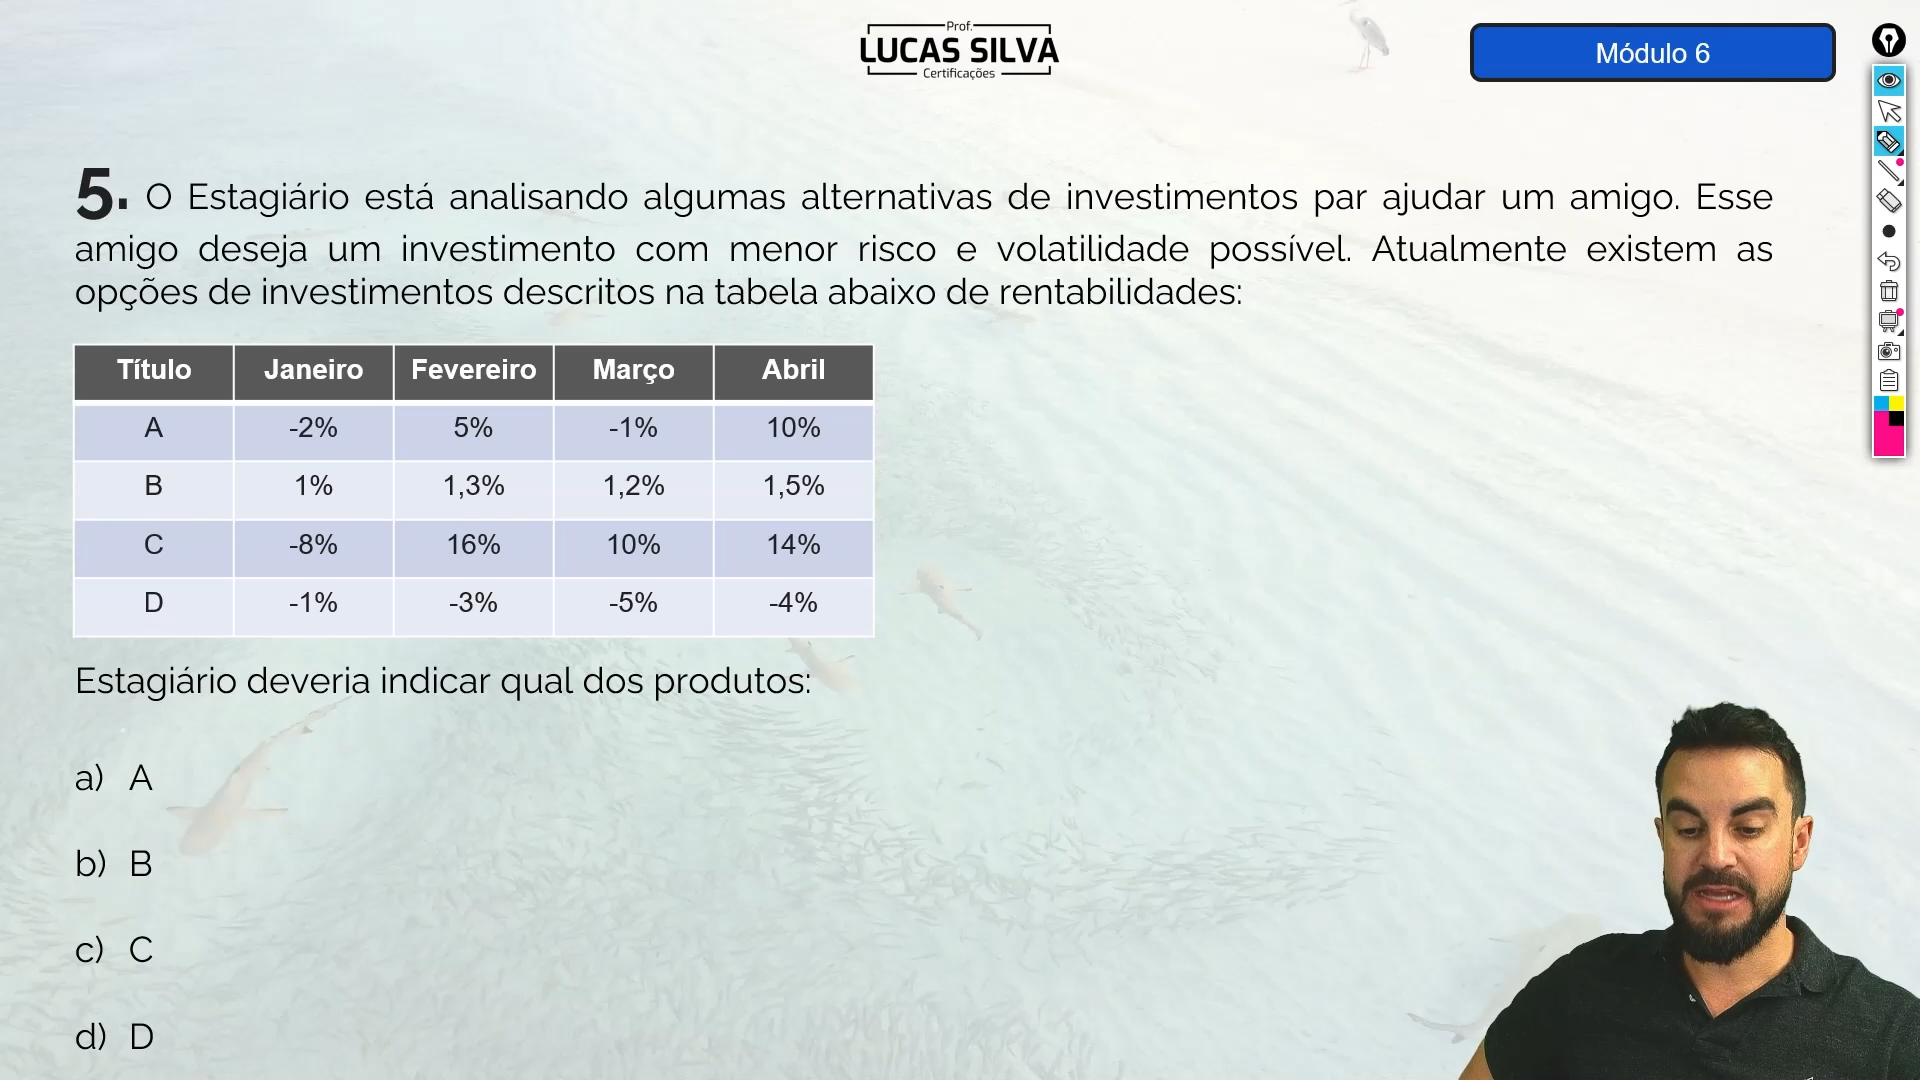 Prof.
LUCAS SILVA
Certificações
Módulo 6
5. O Estagiário está analisando algumas alternativas de investimentos par ajudar um amigo. Esse
amigo deseja um investimento com menor risco e volatilidade possível. Atualmente existem as
opções de investimentos descritos na tabela abaixo de rentabilidades:
Título Janeiro Fevereiro Março Abril
A -2% 5% -1% 10%
B 1% 1,3% 1,2% 1,5%
C -8% 16% 10% 14%
D -1% -3% -5% -4%
Estagiário deveria indicar qual dos produtos:
a) A
b) B
c) C
d) D